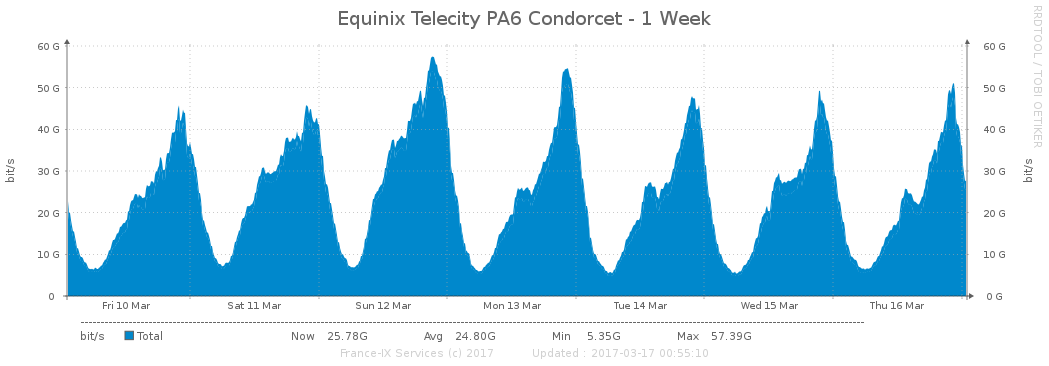 Equinix Telecity PA6 Condorcet - 1 Week
RRDTOOL / TOBI OETIKER
60 G 60 G
50 G 50 G
40 G 40 G
30 G 30 G
20 G 20 G
10 G 10 G
0 0 G
bit/s bit/s
Fri 10 Mar Sat 11 Mar Sun 12 Mar Mon 13 Mar Tue 14 Mar Wed 15 Mar Thu 16 Mar
bit/s Total Now 25.78G Avg 24.80G Min 5.35G Max 57.39G
France-IX Services (c) 2017 Updated : 2017-03-17 00:55:10